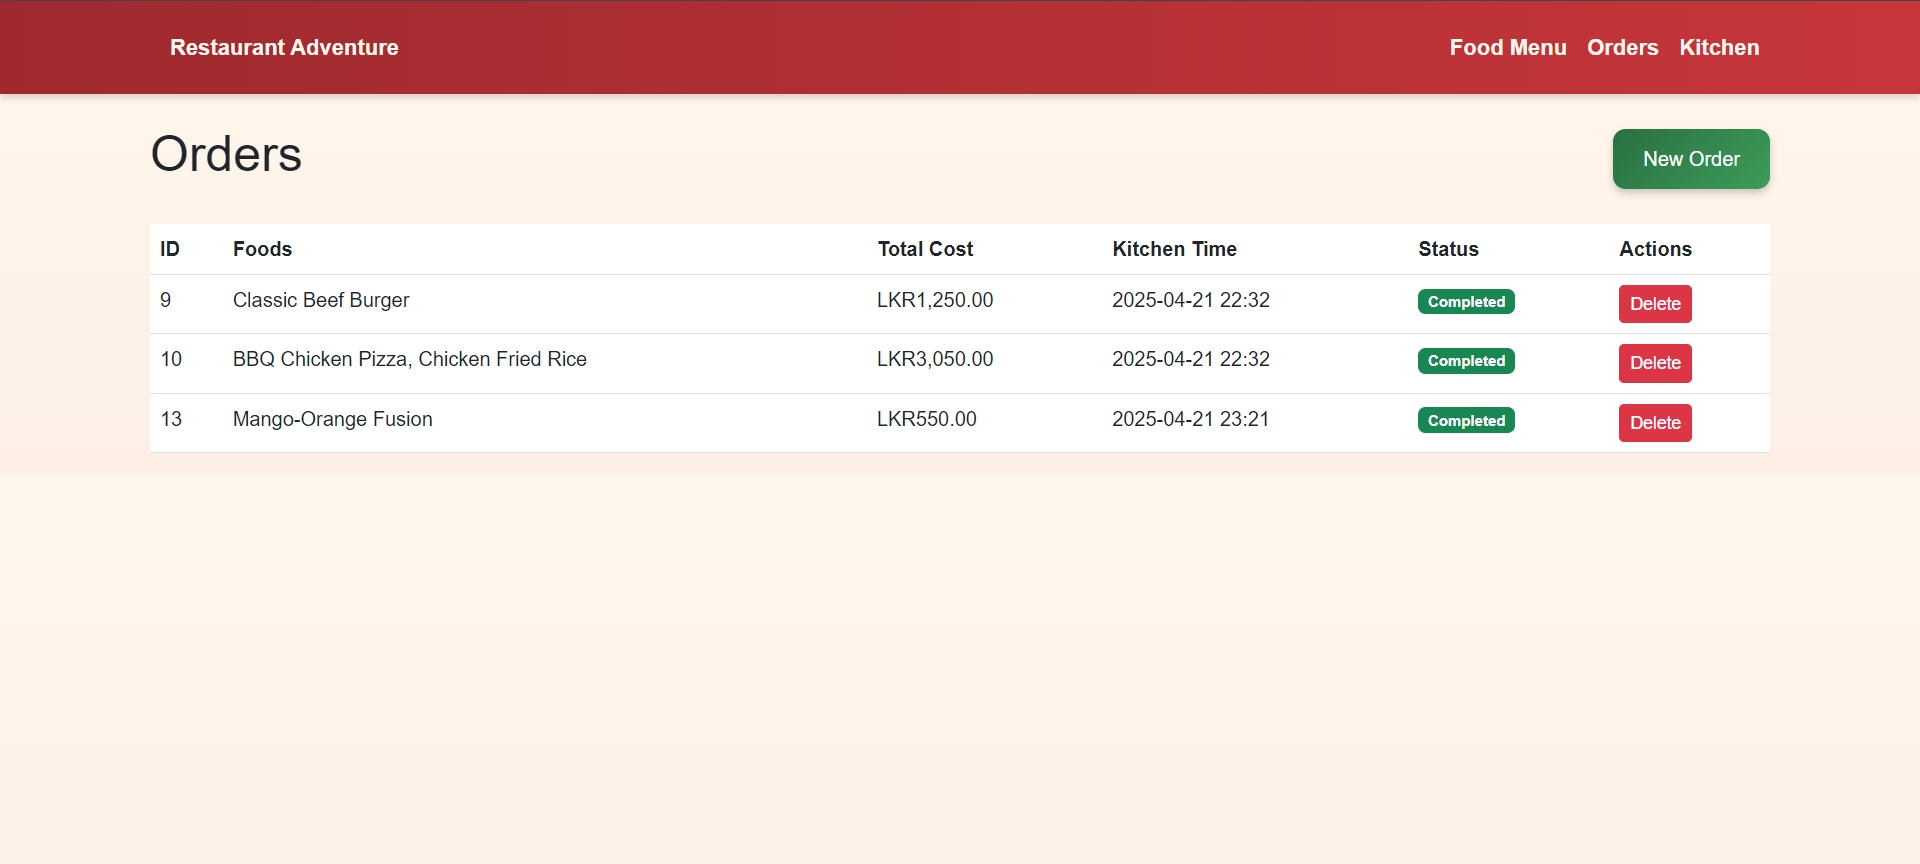 Restaurant Adventure Food Menu Orders Kitchen
Orders New Order
ID Foods Total Cost Kitchen Time Status Actions
9 Classic Beef Burger LKR1,250.00 2025-04-21 22:32 Completed Delete
10 BBQ Chicken Pizza, Chicken Fried Rice LKR3,050.00 2025-04-21 22:32 Completed Delete
13 Mango-Orange Fusion LKR550.00 2025-04-21 23:21 Completed Delete